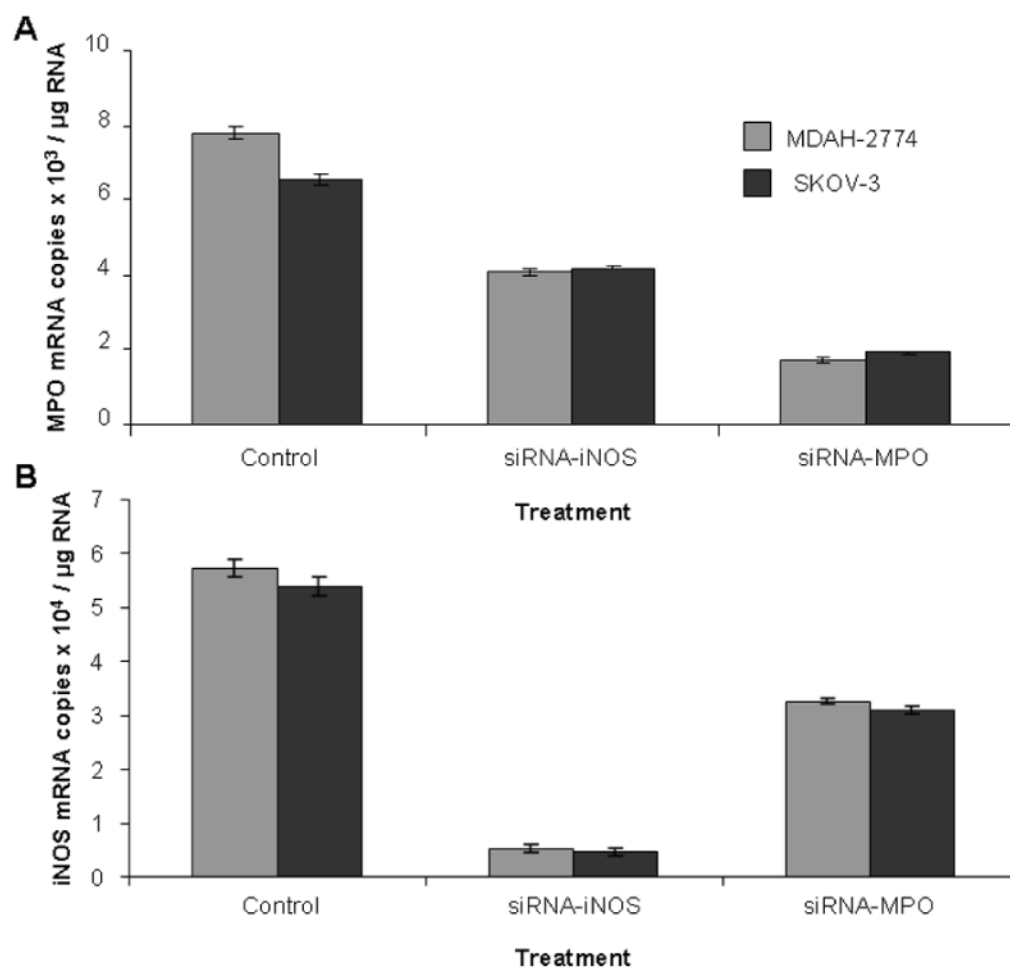 A
MPO mRNA copies x 10³ / µg RNA
10
8
6
4
2
0
MDAH-2774
SKOV-3
Control siRNA-iNOS siRNA-MPO
Treatment
B
iNOS mRNA copies x 10⁴ / µg RNA
7
6
5
4
3
2
1
0
Control siRNA-iNOS siRNA-MPO
Treatment